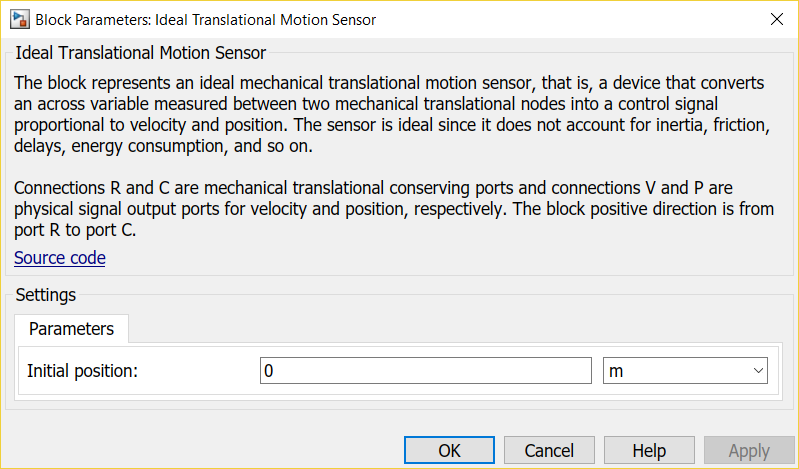 Block Parameters: Ideal Translational Motion Sensor
Ideal Translational Motion Sensor
The block represents an ideal mechanical translational motion sensor, that is, a device that converts
an across variable measured between two mechanical translational nodes into a control signal
proportional to velocity and position. The sensor is ideal since it does not account for inertia, friction,
delays, energy consumption, and so on.
Connections R and C are mechanical translational conserving ports and connections V and P are
physical signal output ports for velocity and position, respectively. The block positive direction is from
port R to port C.
Source code
Settings
Parameters
Initial position: 0 m
OK Cancel Help Apply